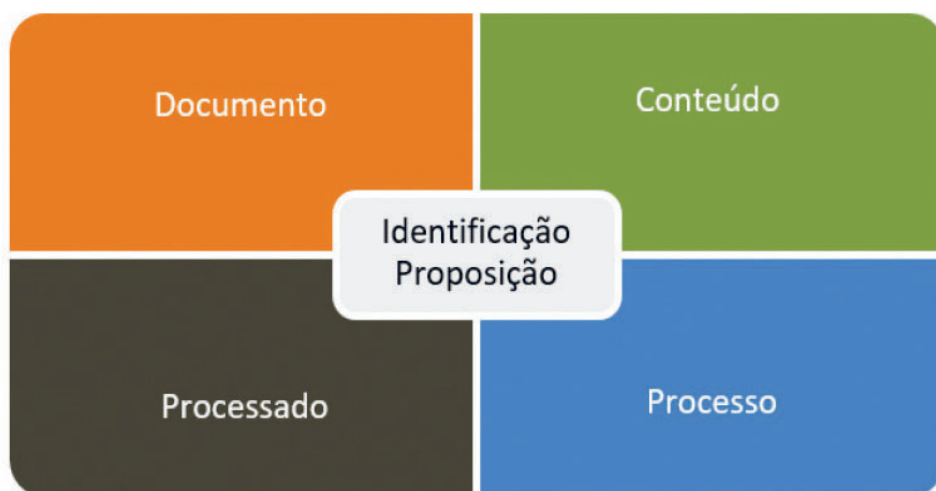 Documento
Conteúdo
Identificação
Proposição
Processado
Processo